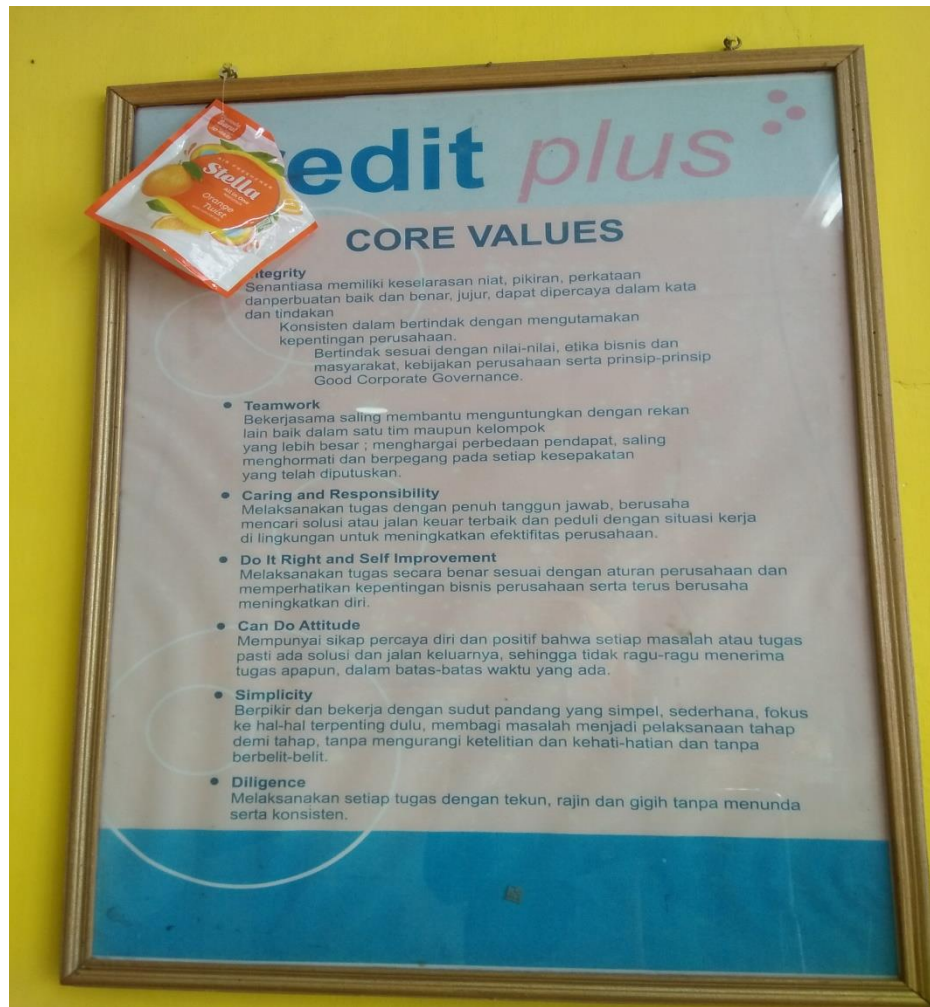 redit plus
Stella
Orange
Twist
CORE VALUES
ntegrity
Senantiasa memiliki keselarasan niat, pikiran, perkataan
danperbuatan baik dan benar, jujur, dapat dipercaya dalam kata
dan tindakan
Konsisten dalam bertindak dengan mengutamakan
kepentingan perusahaan.
Bertindak sesuai dengan nilai-nilai, etika bisnis dan
masyarakat, kebijakan perusahaan serta prinsip-prinsip
Good Corporate Governance.
• Teamwork
Bekerjasama saling membantu menguntungkan dengan rekan
lain baik dalam satu tim maupun kelompok
yang lebih besar ; menghargai perbedaan pendapat, saling
menghormati dan berpegang pada setiap kesepakatan
yang telah diputuskan.
• Caring and Responsibility
Melaksanakan tugas dengan penuh tanggun jawab, berusaha
mencari solusi atau jalan keuar terbaik dan peduli dengan situasi kerja
di lingkungan untuk meningkatkan efektifitas perusahaan.
• Do It Right and Self Improvement
Melaksanakan tugas secara benar sesuai dengan aturan perusahaan dan
memperhatikan kepentingan bisnis perusahaan serta terus berusaha
meningkatkan diri.
• Can Do Attitude
Mempunyai sikap percaya diri dan positif bahwa setiap masalah atau tugas
pasti ada solusi dan jalan keluarnya, sehingga tidak ragu-ragu menerima
tugas apapun, dalam batas-batas waktu yang ada.
• Simplicity
Berpikir dan bekerja dengan sudut pandang yang simpel, sederhana, fokus
ke hal-hal terpenting dulu, membagi masalah menjadi pelaksanaan tahap
demi tahap, tanpa mengurangi ketelitian dan kehati-hatian dan tanpa
berbelit-belit.
• Diligence
Melaksanakan setiap tugas dengan tekun, rajin dan gigih tanpa menunda
serta konsisten.